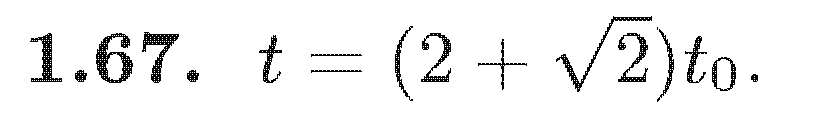 1.67. t = (2 + √2)t₀.